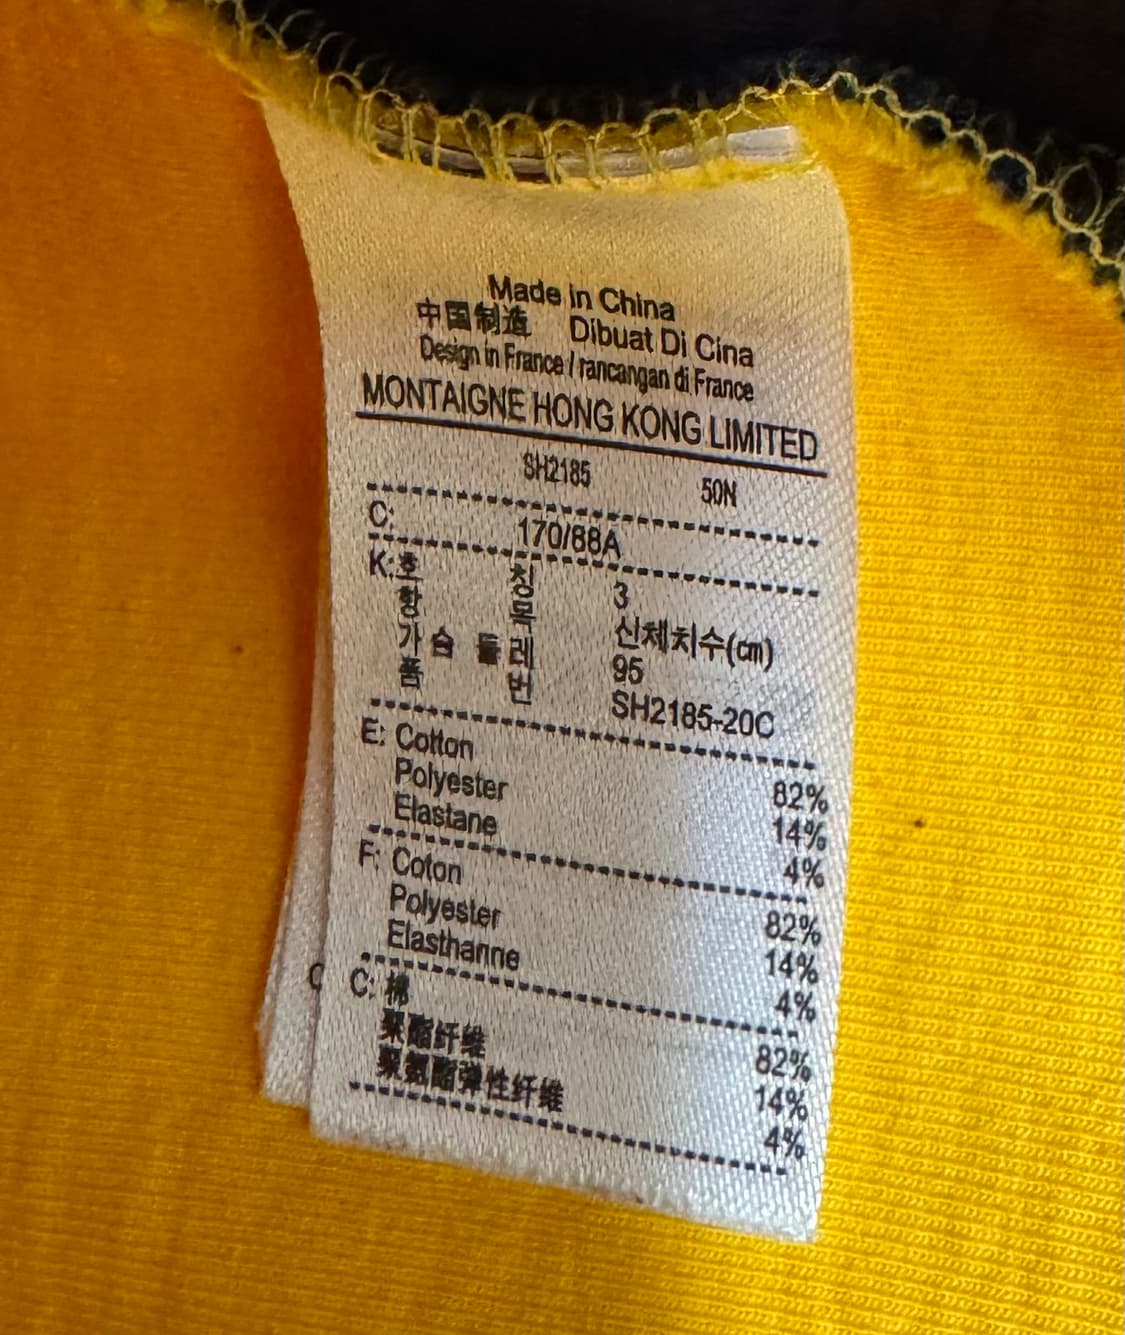 Made in China
中国制造 Dibuat Di Cina
Design in France / rancangan di France
MONTAIGNE HONG KONG LIMITED
SH2185 50N
C: 170/88A
K: 호 칭 3
항 목 신체치수(cm)
가 슴 둘 레 95
품 번 SH2185-20C
E: Cotton 82%
Polyester 14%
Elastane 4%
F: Coton 82%
Polyester 14%
Elasthanne 4%
C: 棉 82%
聚酯纤维 14%
聚氨酯弹性纤维 4%
C